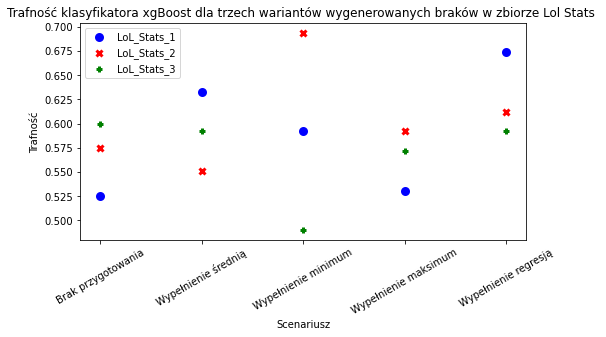 Trafność klasyfikatora xgBoost dla trzech wariantów wygenerowanych braków w zbiorze Lol Stats
LoL_Stats_1
LoL_Stats_2
LoL_Stats_3
Trafność
0.700
0.675
0.650
0.625
0.600
0.575
0.550
0.525
0.500
Brak przygotowania
Wypełnienie średnią
Wypełnienie minimum
Wypełnienie maksimum
Wypełnienie regresją
Scenariusz